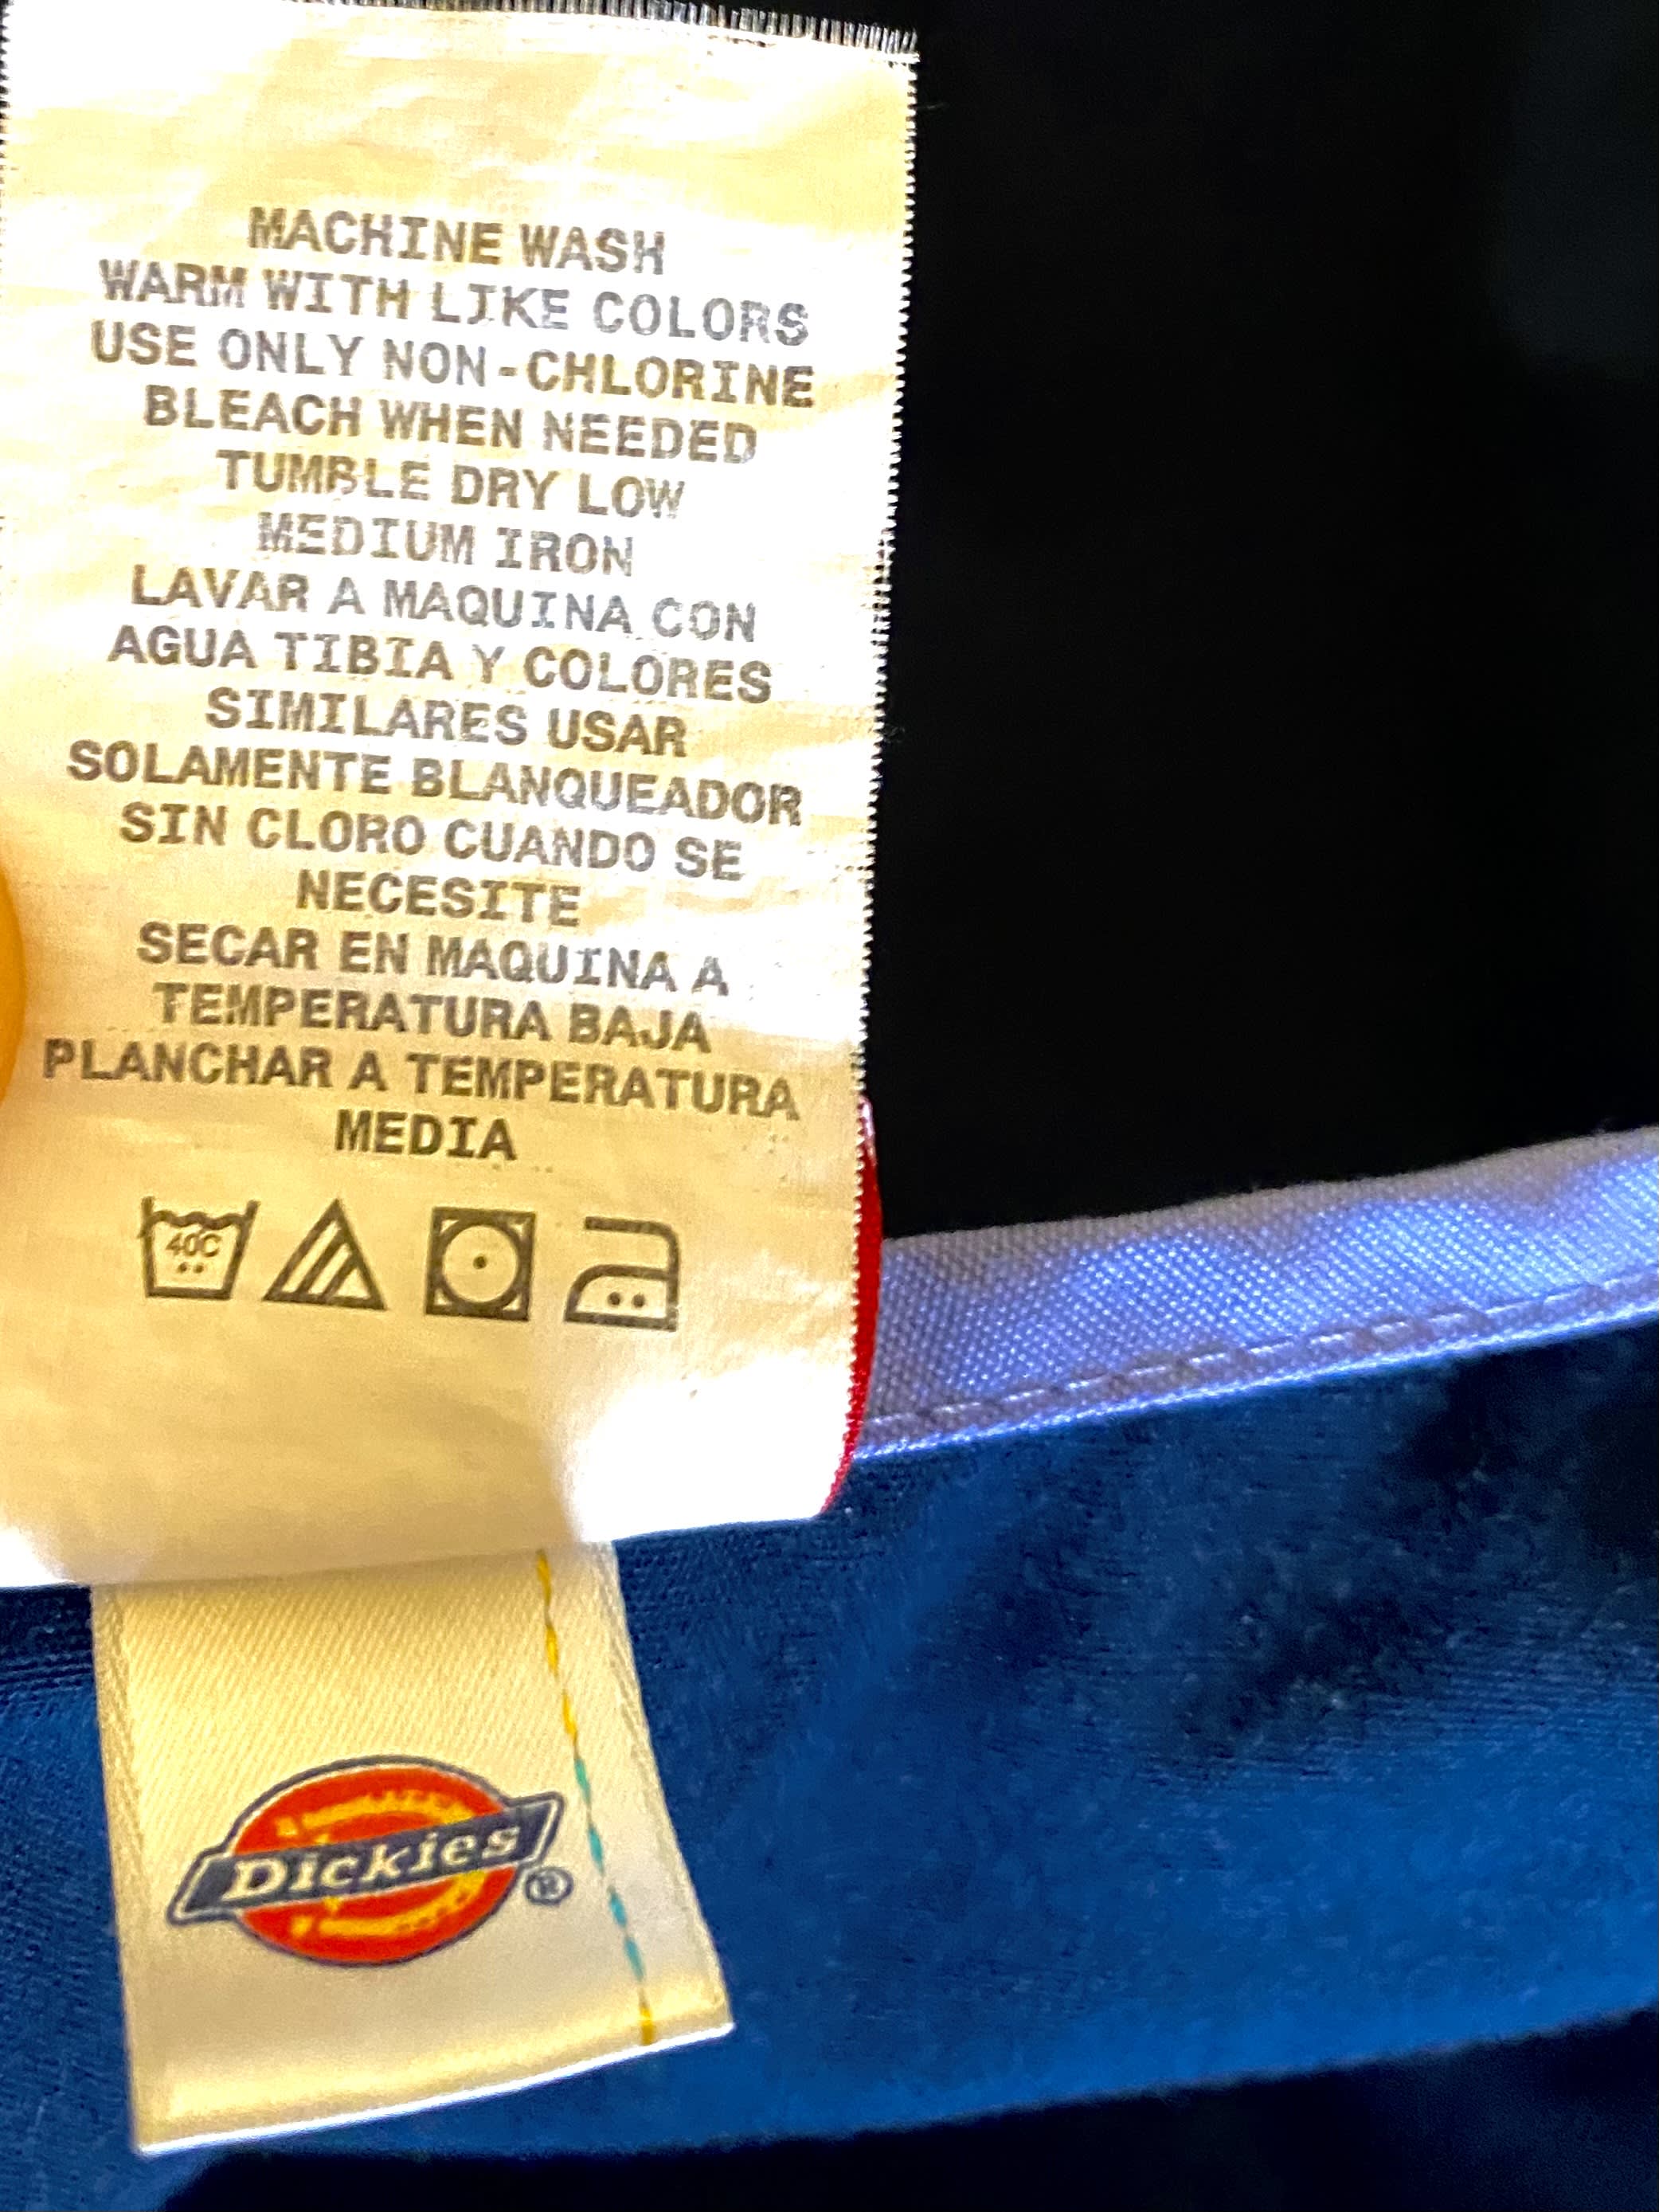 MACHINE WASH
WARM WITH LIKE COLORS
USE ONLY NON-CHLORINE
BLEACH WHEN NEEDED
TUMBLE DRY LOW
MEDIUM IRON
LAVAR A MAQUINA CON
AGUA TIBIA Y COLORES
SIMILARES USAR
SOLAMENTE BLANQUEADOR
SIN CLORO CUANDO SE
NECESITE
SECAR EN MAQUINA A
TEMPERATURA BAJA
PLANCHAR A TEMPERATURA
MEDIA
40C
Dickies®